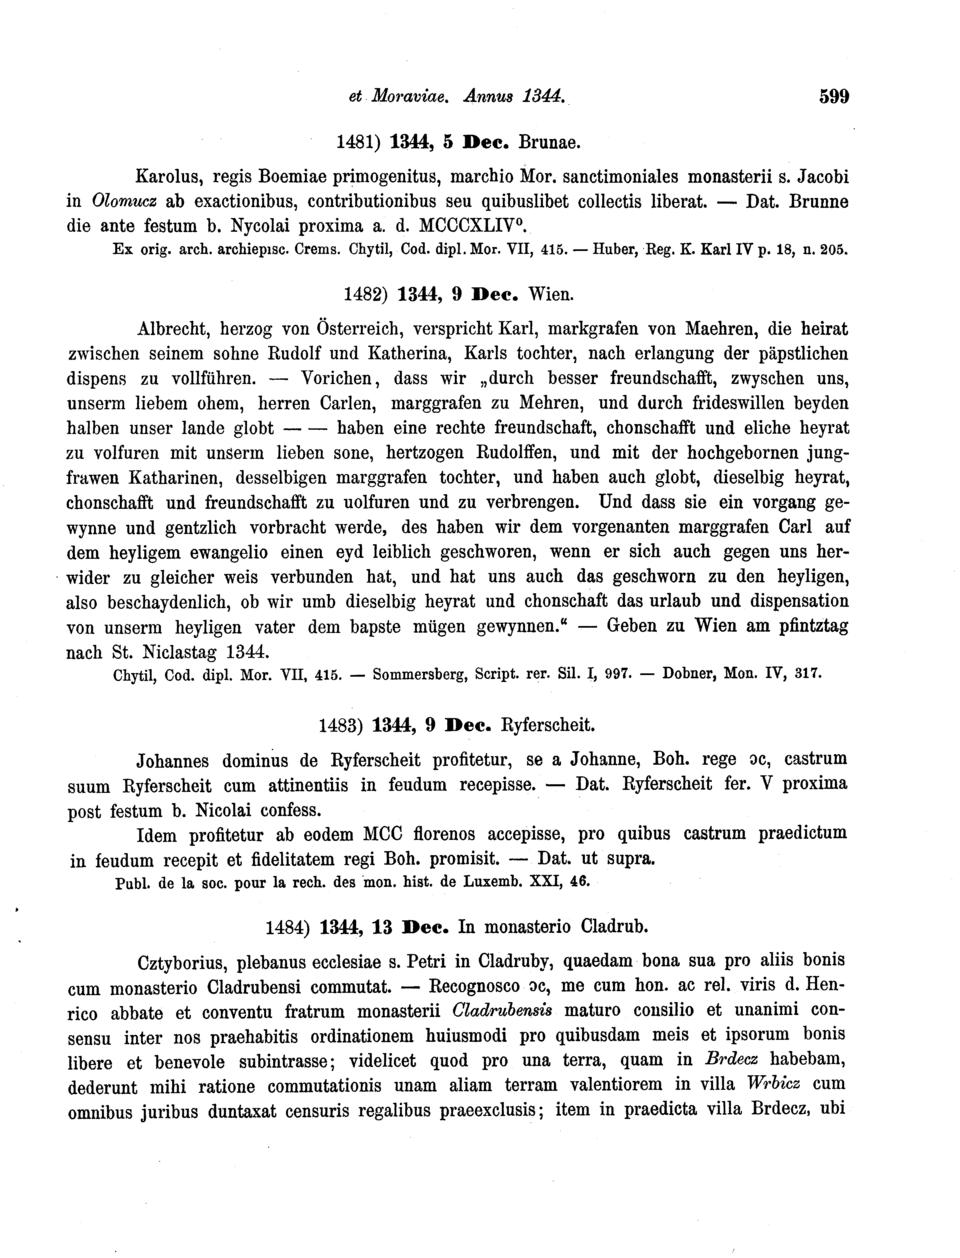 et Moraviae. Annus 1344. 599
1481) 1344, 5 Dec. Brunae.
Karolus, regis Boemiae primogenitus, marchio Mor. sanctimoniales monasterii s. Jacobi
in Olomucz ab exactionibus, contributionibus seu quibuslibet collectis liberat. — Dat. Brunne
die ante festum b. Nycolai proxima a. d. MCCCXLIV⁰.
Ex orig. arch. archiepisc. Crems. Chytil, Cod. dipl. Mor. VII, 415. — Huber, Reg. K. Karl IV p. 18, n. 205.
1482) 1344, 9 Dec. Wien.
Albrecht, herzog von Österreich, verspricht Karl, markgrafen von Maehren, die heirat
zwischen seinem sohne Rudolf und Katherina, Karls tochter, nach erlangung der päpstlichen
dispens zu vollführen. — Vorichen, dass wir „durch besser freundschafft, zwyschen uns,
unserm liebem ohem, herren Carlen, marggrafen zu Mehren, und durch frideswillen beyden
halben unser lande globt — — haben eine rechte freundschaft, chonschafft und eliche heyrat
zu volfuren mit unserm lieben sone, hertzogen Rudolffen, und mit der hochgebornen jung-
frawen Katharinen, desselbigen marggrafen tochter, und haben auch globt, dieselbig heyrat,
chonschafft und freundschafft zu uolfuren und zu verbrengen. Und dass sie ein vorgang ge-
wynne und gentzlich vorbracht werde, des haben wir dem vorgenanten marggrafen Carl auf
dem heyligem ewangelio einen eyd leiblich geschworen, wenn er sich auch gegen uns her-
wider zu gleicher weis verbunden hat, und hat uns auch das geschworn zu den heyligen,
also beschaydenlich, ob wir umb dieselbig heyrat und chonschaft das urlaub und dispensation
von unserm heyligen vater dem bapste mügen gewynnen.“ — Geben zu Wien am pfintztag
nach St. Niclastag 1344.
Chytil, Cod. dipl. Mor. VII, 415. — Sommersberg, Script. rer. Sil. I, 997. — Dobner, Mon. IV, 317.
1483) 1344, 9 Dec. Ryferscheit.
Johannes dominus de Ryferscheit profitetur, se a Johanne, Boh. rege ɔc, castrum
suum Ryferscheit cum attinentiis in feudum recepisse. — Dat. Ryferscheit fer. V proxima
post festum b. Nicolai confess.
Idem profitetur ab eodem MCC florenos accepisse, pro quibus castrum praedictum
in feudum recepit et fidelitatem regi Boh. promisit. — Dat. ut supra.
Publ. de la soc. pour la rech. des mon. hist. de Luxemb. XXI, 46.
1484) 1344, 13 Dec. In monasterio Cladrub.
Cztyborius, plebanus ecclesiae s. Petri in Cladruby, quaedam bona sua pro aliis bonis
cum monasterio Cladrubensi commutat. — Recognosco ɔc, me cum hon. ac rel. viris d. Hen-
rico abbate et conventu fratrum monasterii Cladrubensis maturo consilio et unanimi con-
sensu inter nos praehabitis ordinationem huiusmodi pro quibusdam meis et ipsorum bonis
libere et benevole subintrasse; videlicet quod pro una terra, quam in Brdecz habebam,
dederunt mihi ratione commutationis unam aliam terram valentiorem in villa Wrbicz cum
omnibus juribus duntaxat censuris regalibus praeexclusis; item in praedicta villa Brdecz, ubi